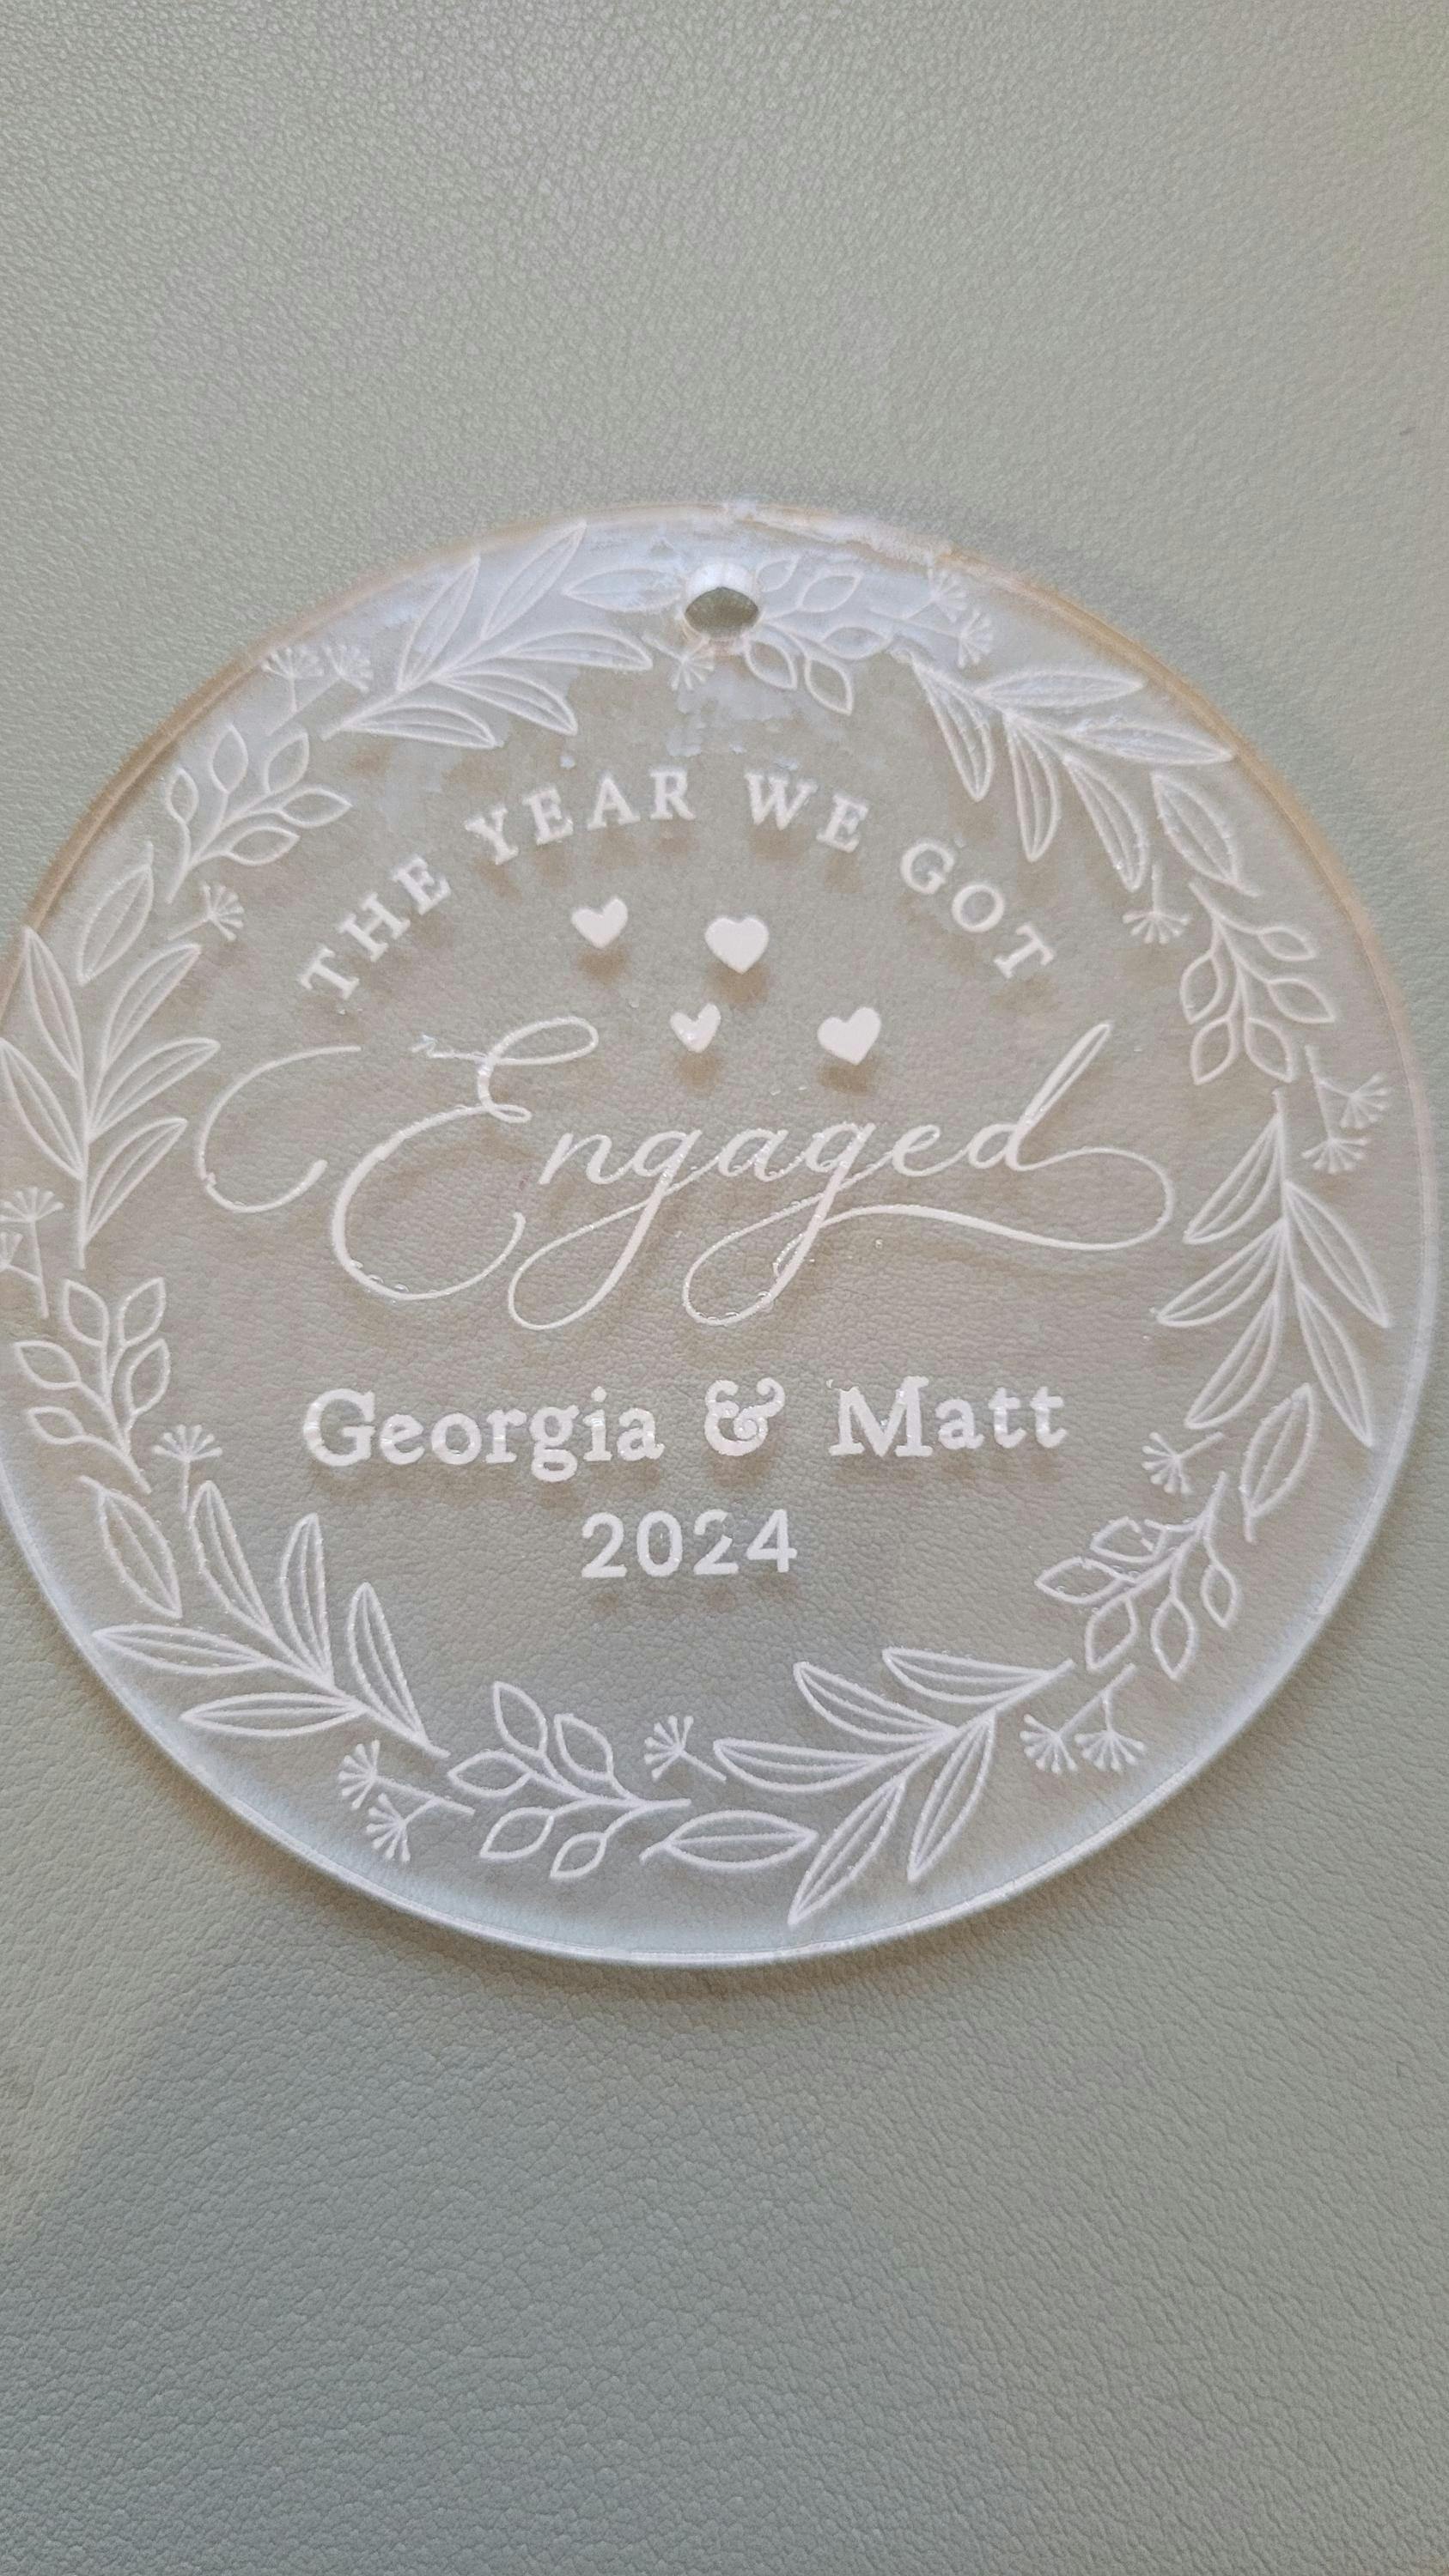 THE YEAR WE GOT
Engaged
Georgia & Matt
2024